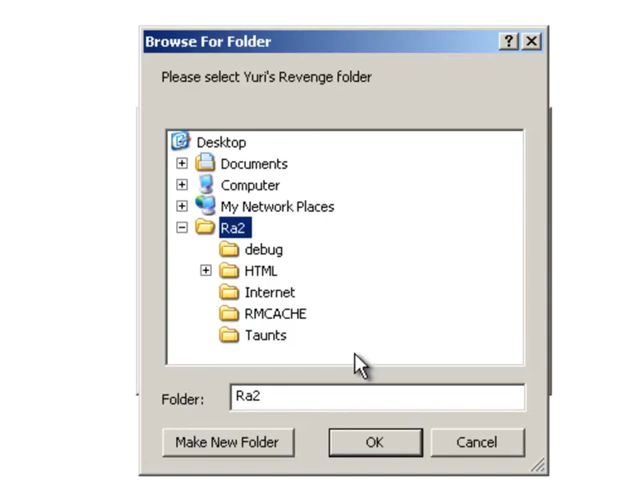 Browse For Folder
Please select Yuri's Revenge folder
Desktop
Documents
Computer
My Network Places
Ra2
debug
HTML
Internet
RMCACHE
Taunts
Folder: Ra2
Make New Folder OK Cancel